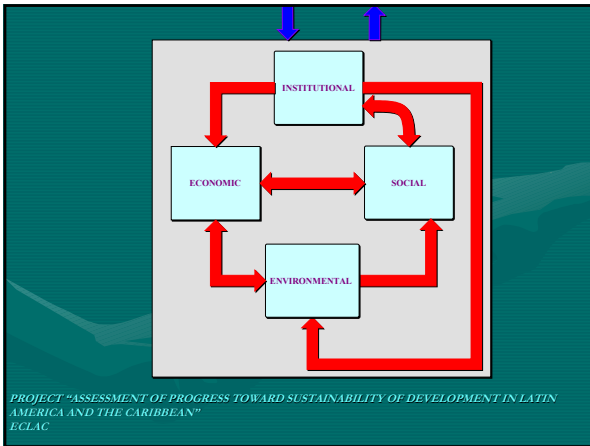 INSTITUTIONAL
ECONOMIC
SOCIAL
ENVIRONMENTAL
PROJECT “ASSESSMENT OF PROGRESS TOWARD SUSTAINABILITY OF DEVELOPMENT IN LATIN
AMERICA AND THE CARIBBEAN”
ECLAC